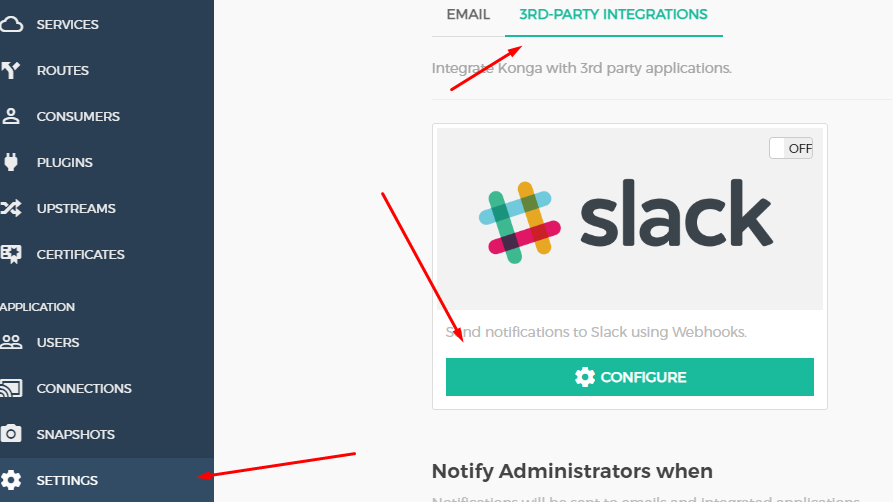 SERVICES
ROUTES
CONSUMERS
PLUGINS
UPSTREAMS
CERTIFICATES
APPLICATION
USERS
CONNECTIONS
SNAPSHOTS
SETTINGS
EMAIL 3RD-PARTY INTEGRATIONS
Integrate Konga with 3rd party applications.
OFF
slack
Send notifications to Slack using Webhooks.
CONFIGURE
Notify Administrators when
Notifications will be sent to emails and integrated applications